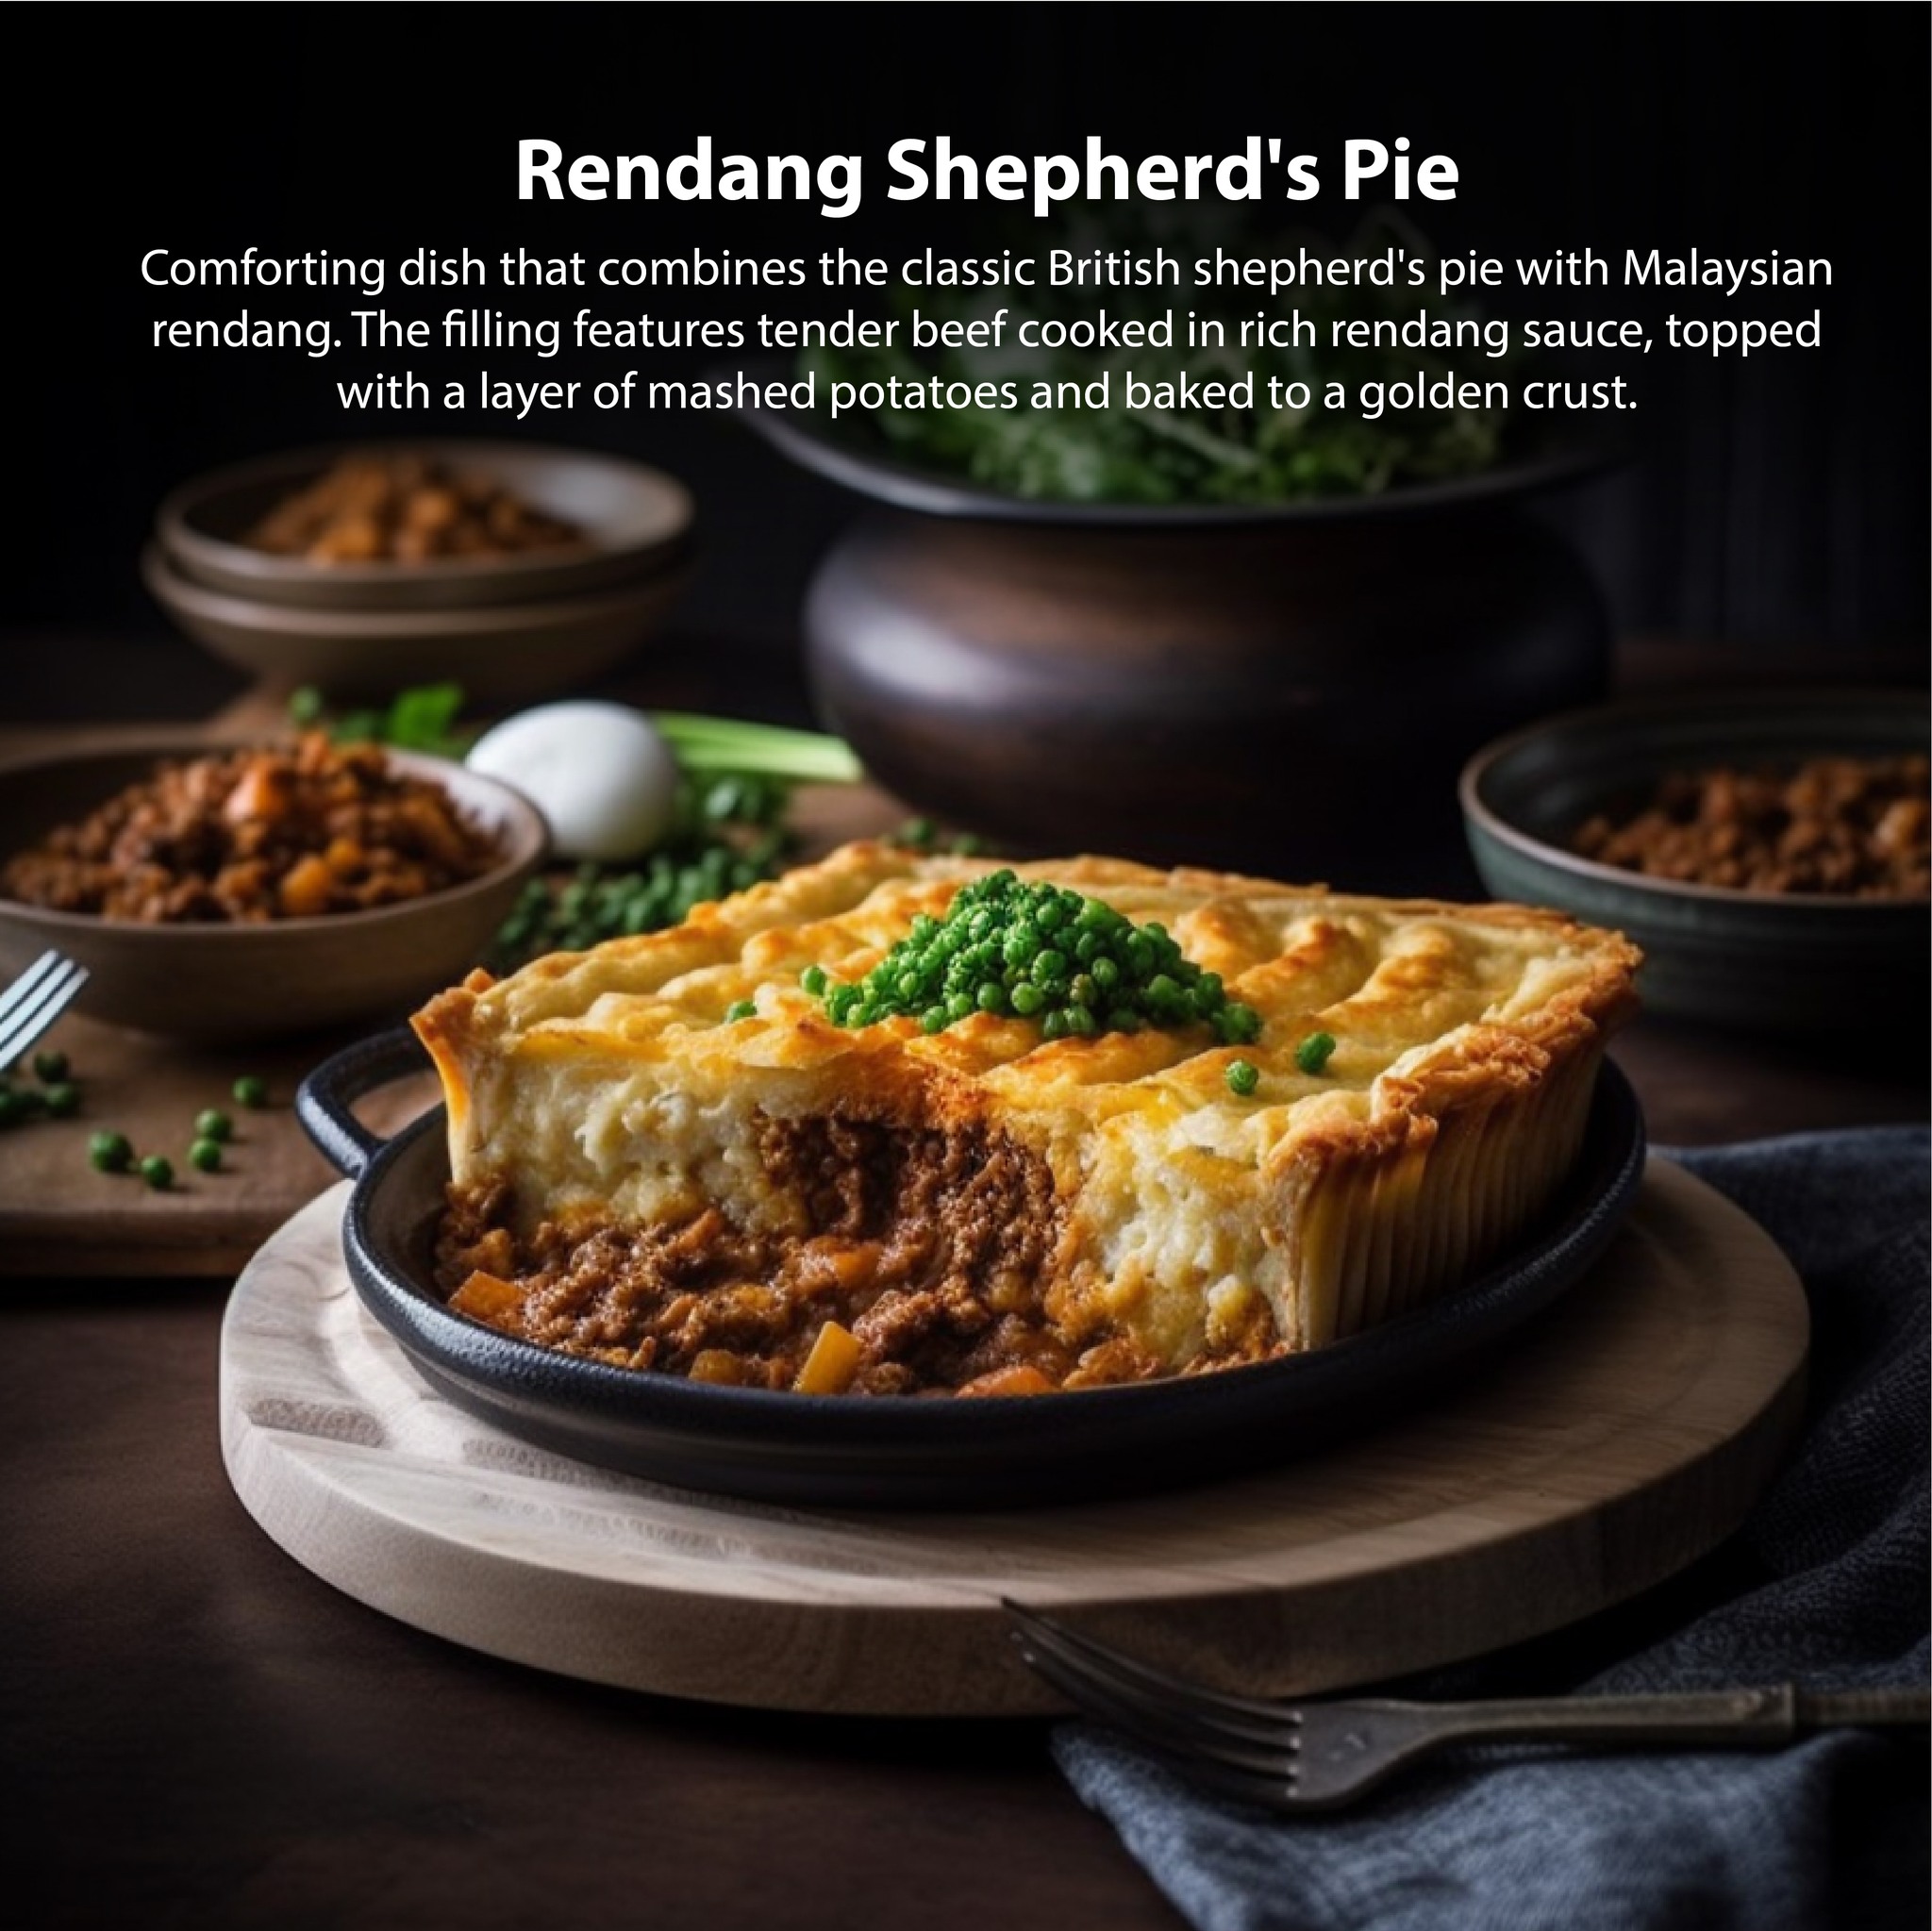 Rendang Shepherd's Pie
Comforting dish that combines the classic British shepherd's pie with Malaysian
rendang. The filling features tender beef cooked in rich rendang sauce, topped
with a layer of mashed potatoes and baked to a golden crust.